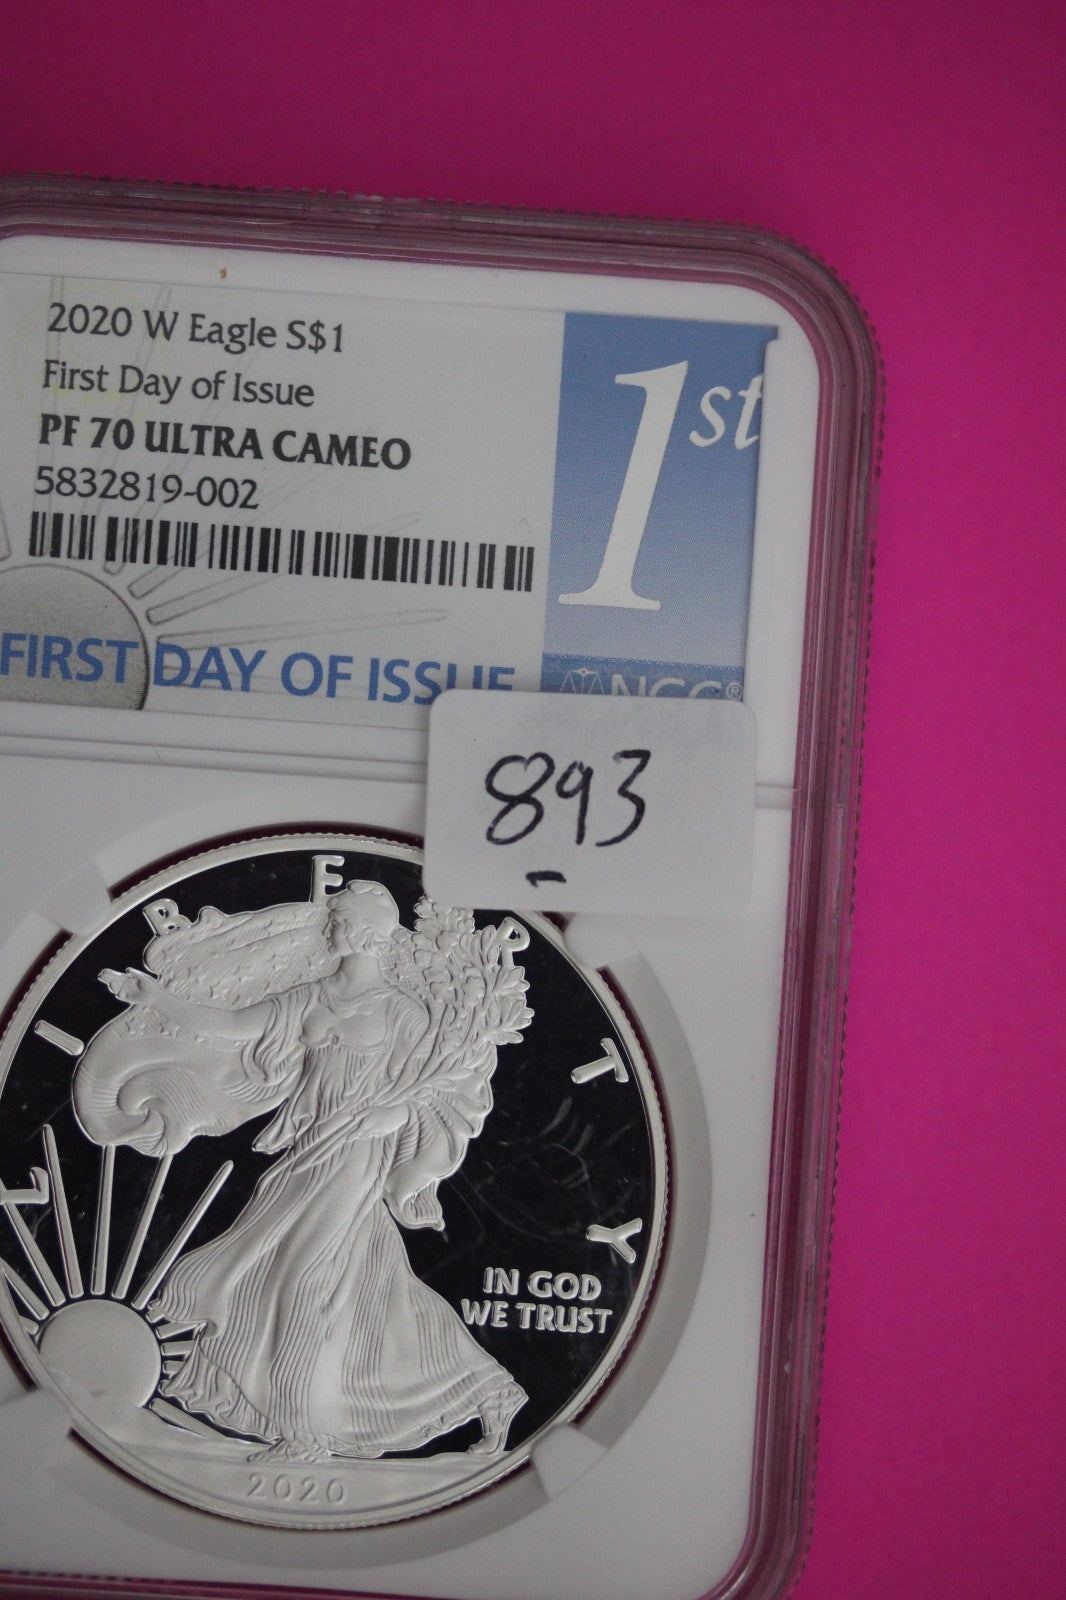 2020 W Eagle S$1
First Day of Issue
PF 70 ULTRA CAMEO
5832819-002
1st
FIRST DAY OF ISSUE
NGC®
893
LIBERTY
IN GOD
WE TRUST
2020